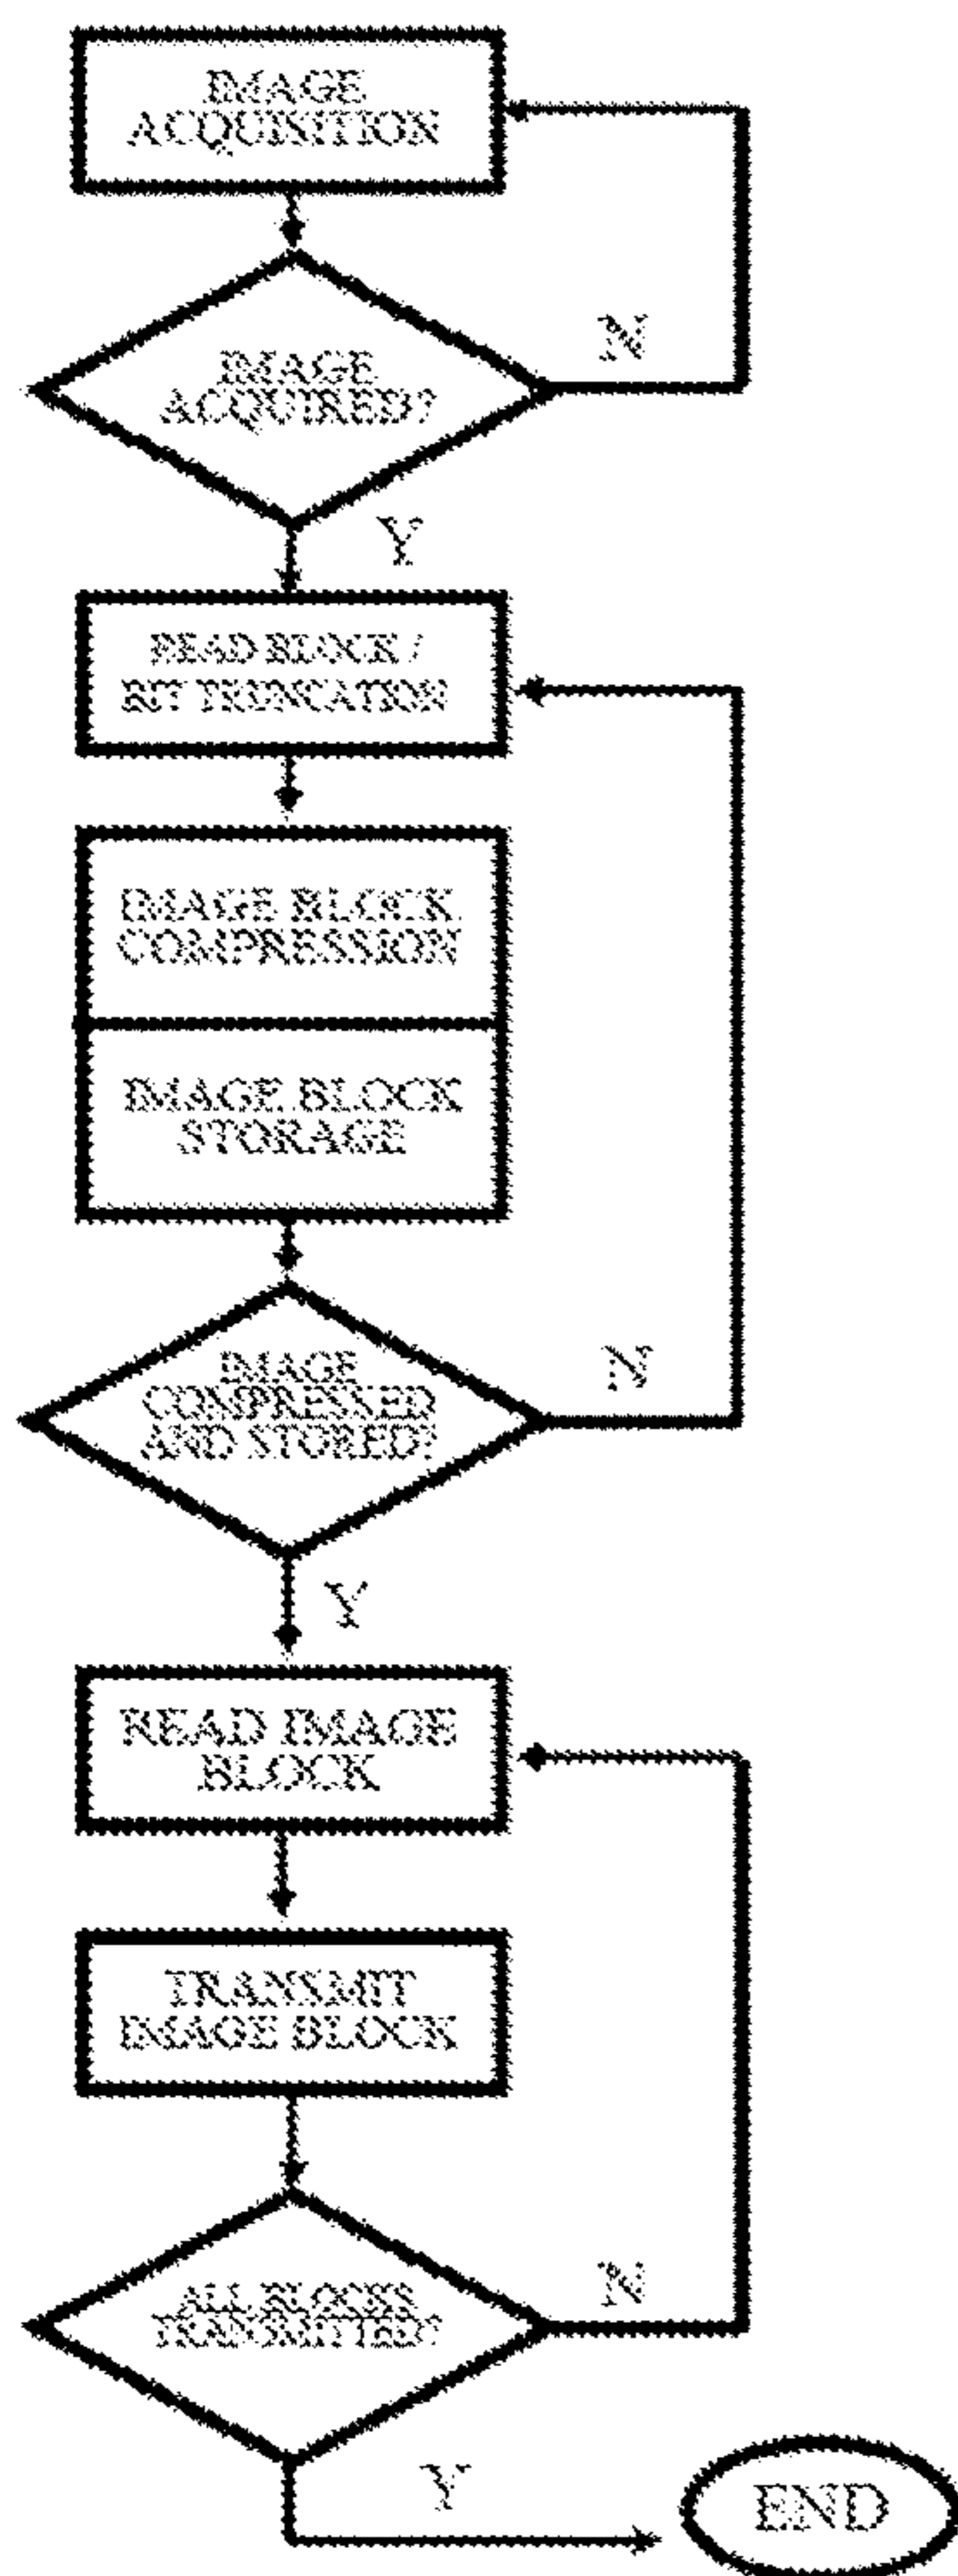 IMAGE
ACQUISITION
IMAGE
ACQUIRED?
N
Y
READ BLOCK /
BIT TRUNCATION
IMAGE BLOCK
COMPRESSION
IMAGE BLOCK
STORAGE
IMAGE
COMPRESSED
AND STORED?
N
Y
READ IMAGE
BLOCK
TRANSMIT
IMAGE BLOCK
ALL BLOCKS
TRANSMITTED?
N
Y
END